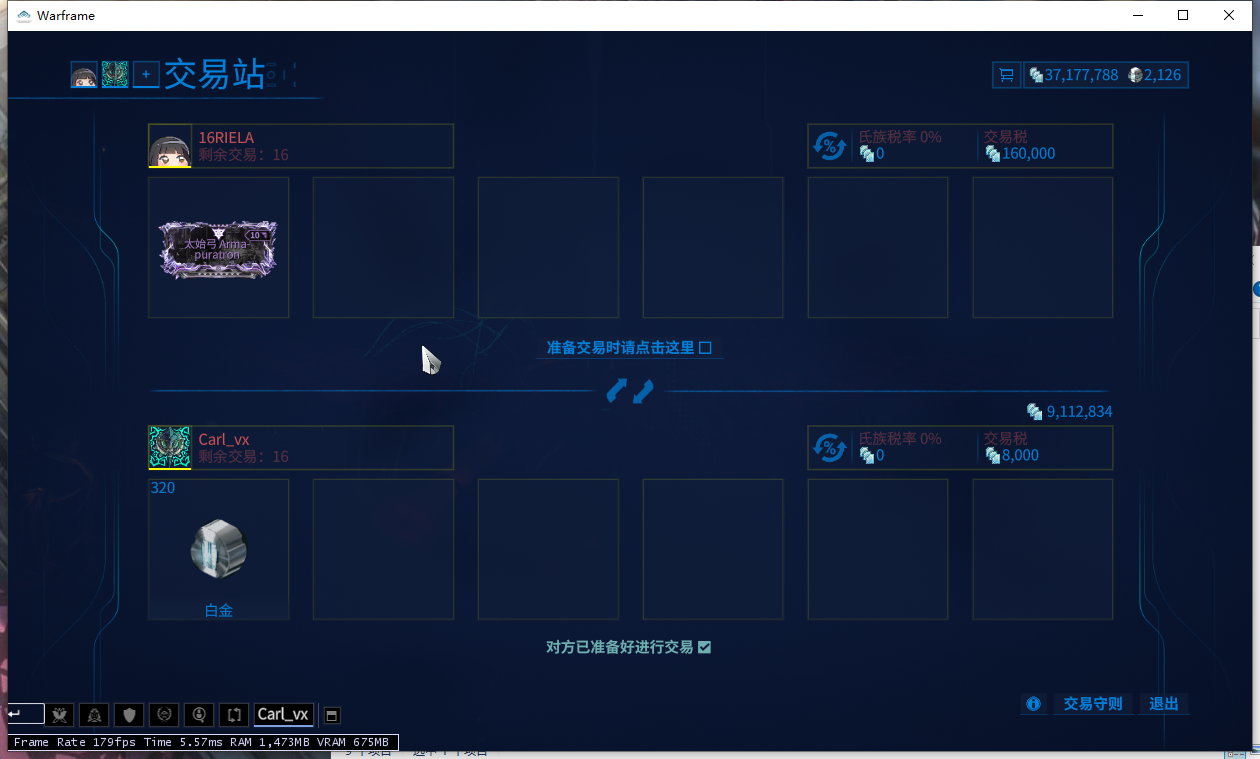 Warframe
+ 交易站
37,177,788 2,126
16RIELA
剩余交易：16
氏族税率 0%
0
交易税
160,000
10
太始弓 Arma-
puratron
准备交易时请点击这里
9,112,834
Carl_vx
剩余交易：16
氏族税率 0%
0
交易税
8,000
320
白金
对方已准备好进行交易
交易守则 退出
Carl_vx
Frame Rate 179fps Time 5.57ms RAM 1,473MB VRAM 675MB